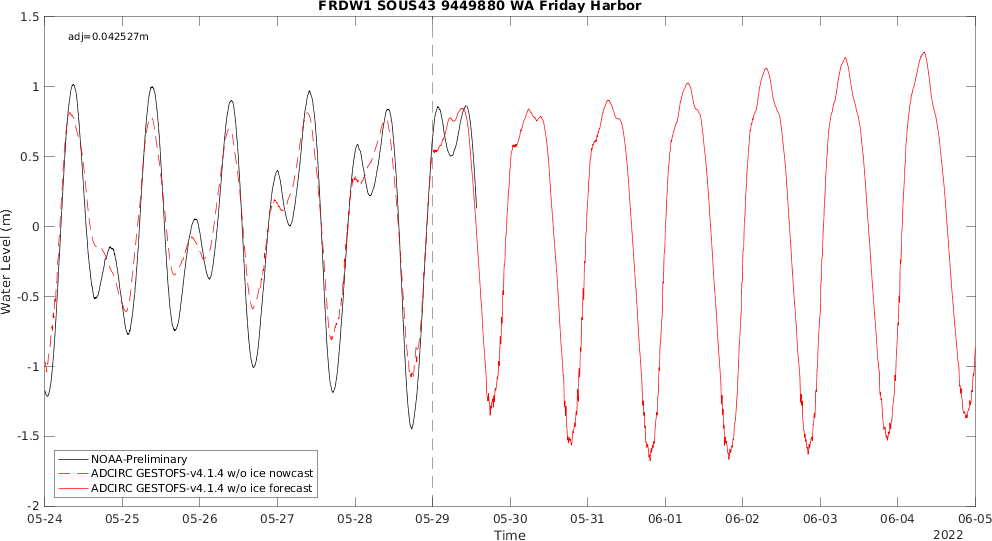 FRDW1 SOUS43 9449880 WA Friday Harbor
adj=0.042527m
1.5
1
0.5
0
-0.5
-1
-1.5
-2
Water Level (m)
NOAA-Preliminary
ADCIRC GESTOFS-v4.1.4 w/o ice nowcast
ADCIRC GESTOFS-v4.1.4 w/o ice forecast
05-24 05-25 05-26 05-27 05-28 05-29 05-30 05-31 06-01 06-02 06-03 06-04 06-05
Time
2022